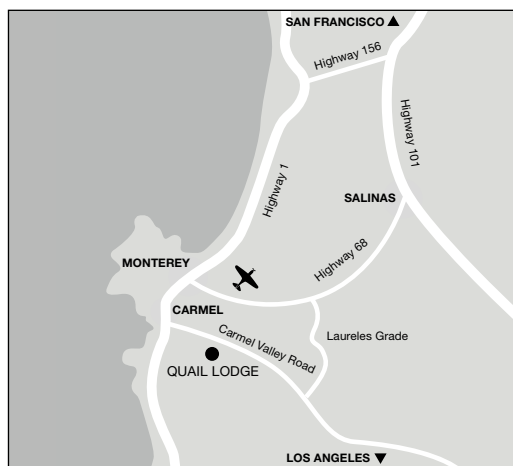 SAN FRANCISCO
Highway 156
Highway 101
Highway 1
SALINAS
Highway 68
MONTEREY
CARMEL
Carmel Valley Road
Laureles Grade
QUAIL LODGE
LOS ANGELES